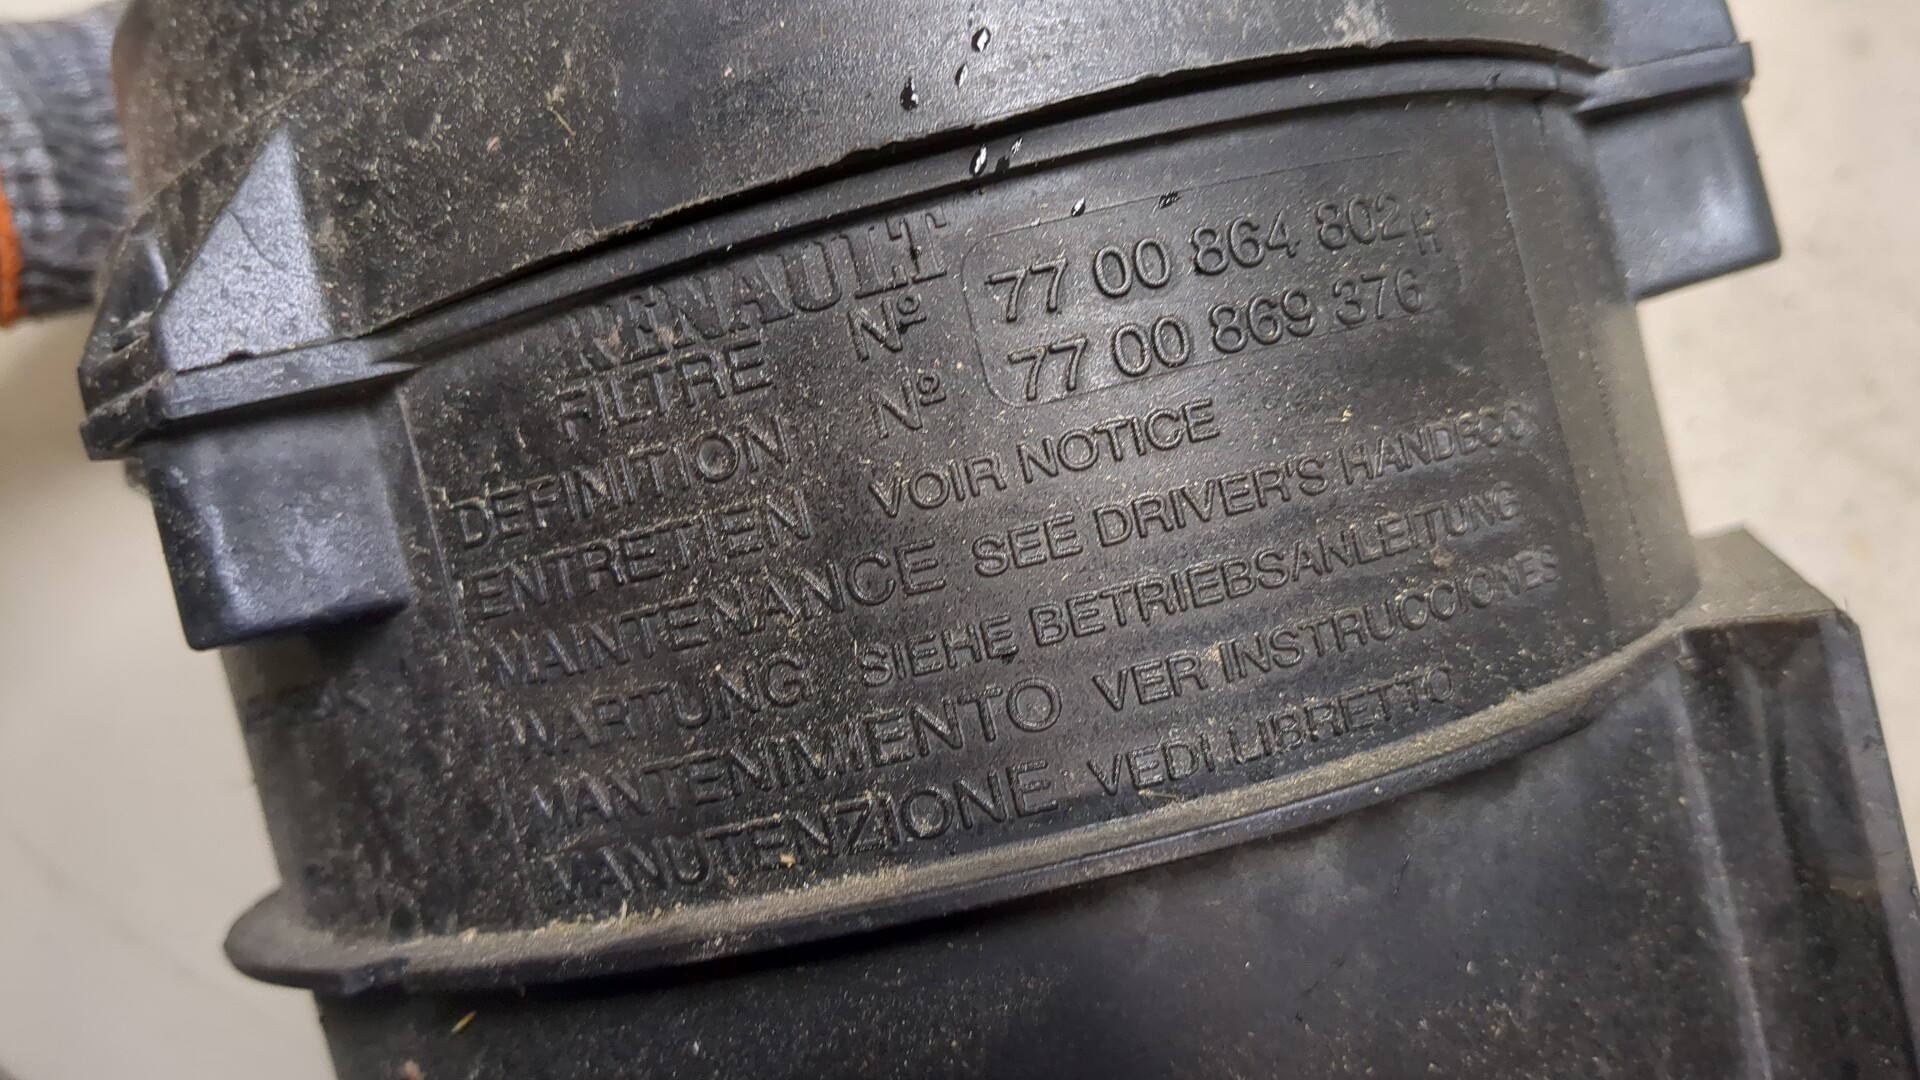 RENAULT
FILTRE Nº 77 00 864 802 H
DEFINITION Nº 77 00 869 376
ENTRETIEN VOIR NOTICE
MAINTENANCE SEE DRIVER'S HANDBOOK
WARTUNG SIEHE BETRIEBSANLEITUNG
MANTENIMIENTO VER INSTRUCCIONES
MANUTENZIONE VEDI LIBRETTO